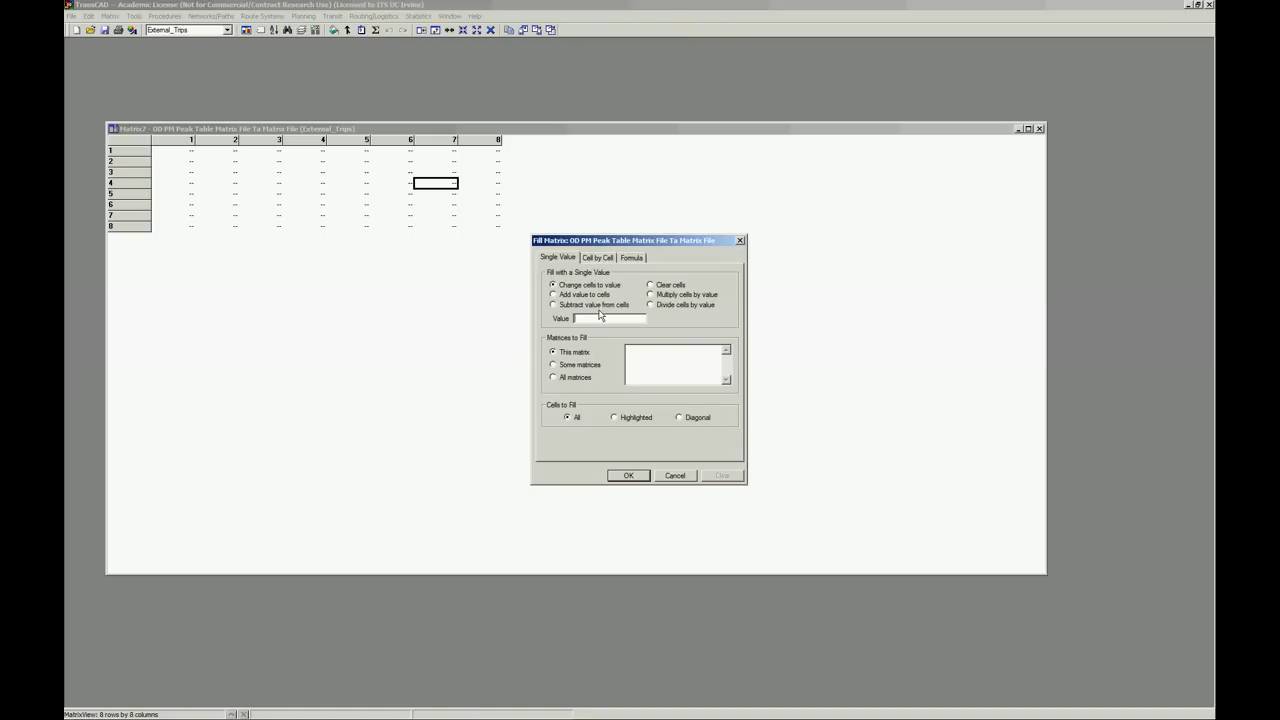 TransCAD -- Academic License (Not for Commercial/Contract Research Use) (Licensed to ITS UC Irvine)
File Edit Matrix Tools Procedures Networks/Paths Route Systems Planning Transit Routing/Logistics Statistics Window Help
External_Trips
Matrix7 - OD PM Peak Table Matrix File Ta Matrix File (External_Trips)
1 2 3 4 5 6 7 8
1 -- -- -- -- -- -- -- --
2 -- -- -- -- -- -- -- --
3 -- -- -- -- -- -- -- --
4 -- -- -- -- -- -- -- --
5 -- -- -- -- -- -- -- --
6 -- -- -- -- -- -- -- --
7 -- -- -- -- -- -- -- --
8 -- -- -- -- -- -- -- --
Fill Matrix: OD PM Peak Table Matrix File Ta Matrix File
Single Value Cell by Cell Formula
Fill with a Single Value
Change cells to value Clear cells
Add value to cells Multiply cells by value
Subtract value from cells Divide cells by value
Value
Matrices to Fill
This matrix
Some matrices
All matrices
Cells to Fill
All Highlighted Diagonal
OK Cancel Clear
MatrixView: 8 rows by 8 columns